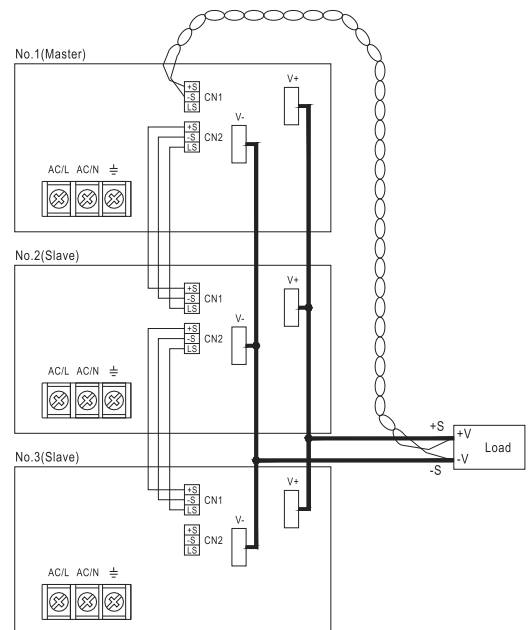 No.1(Master)
+S
-S
LS
CN1
V+
+S
-S
LS
CN2
V-
AC/L AC/N
No.2(Slave)
+S
-S
LS
CN1
V+
+S
-S
LS
CN2
V-
AC/L AC/N
+S
+V
-V
-S
Load
No.3(Slave)
+S
-S
LS
CN1
V+
+S
-S
LS
CN2
V-
AC/L AC/N